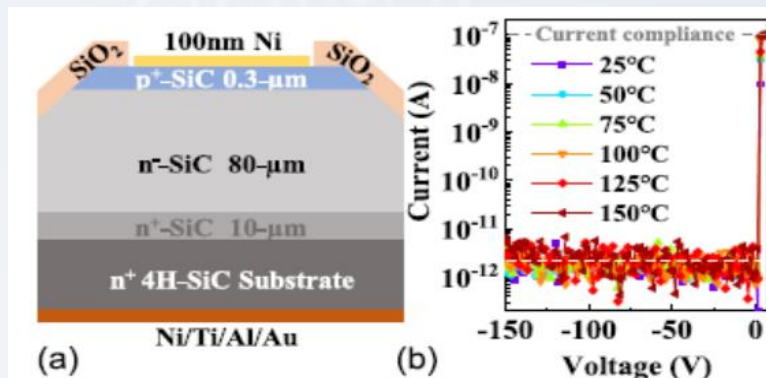 100nm Ni
SiO2
SiO2
p+-SiC 0.3-μm
n--SiC 80-μm
n+-SiC 10-μm
n+ 4H-SiC Substrate
Ni/Ti/Al/Au
(a)
10-7
10-8
10-9
10-10
10-11
10-12
Current (A)
Current compliance
25°C
50°C
75°C
100°C
125°C
150°C
-150 -100 -50 0
Voltage (V)
(b)